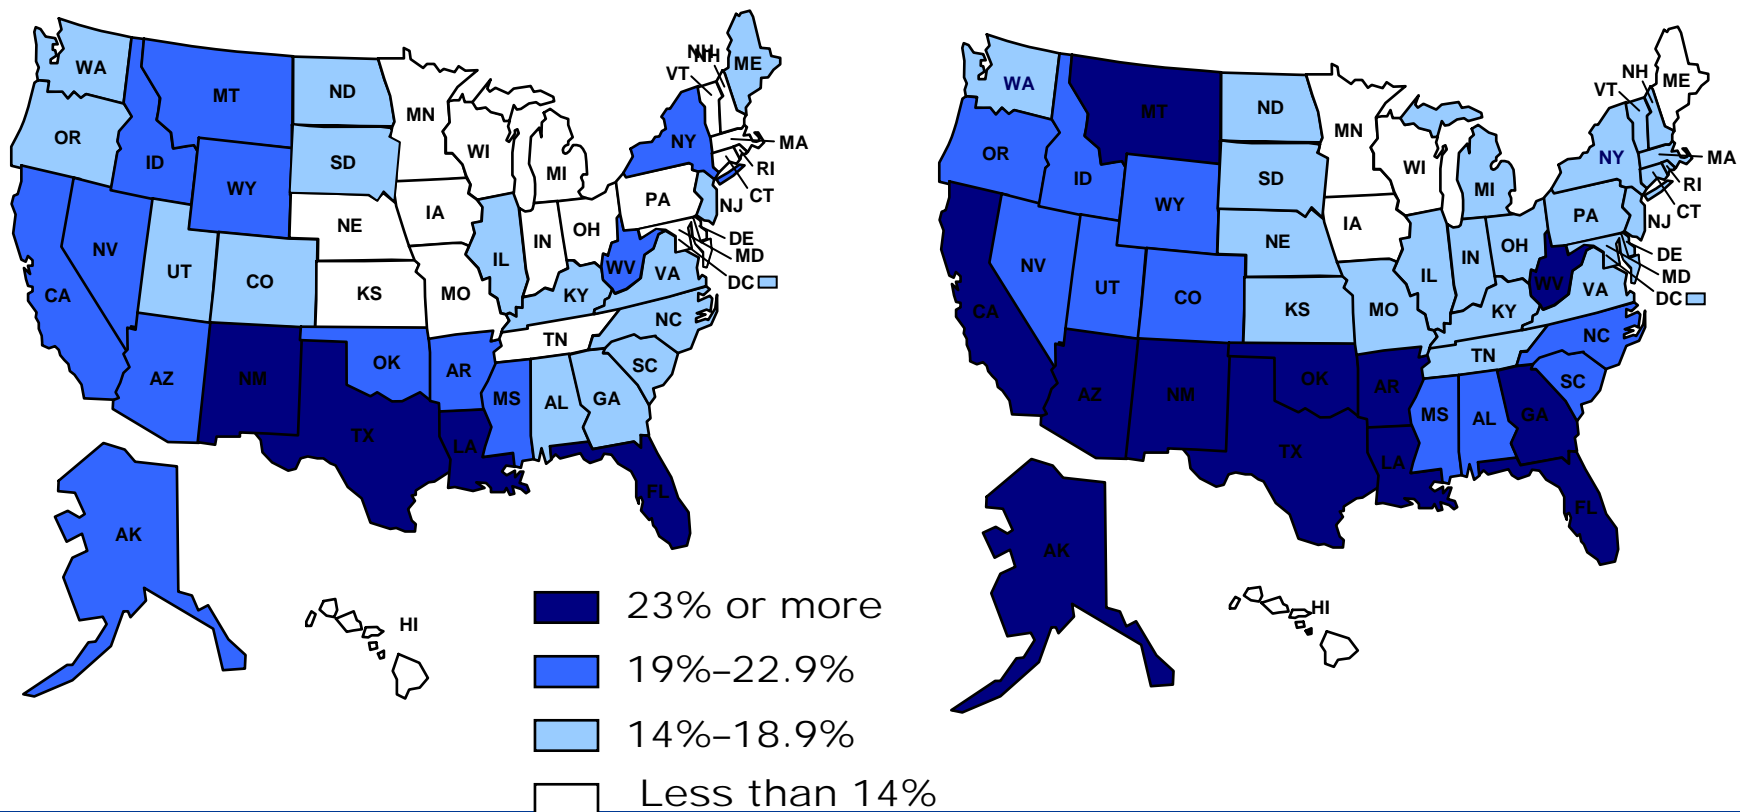 NH
NH
ME
VT
WA
MT
ND
MN
OR
ID
SD
WI
MI
NY
MA
RI
CT
WY
IA
PA
NJ
NE
IN
OH
DE
MD
NV
UT
CO
IL
WV
VA
DC
CA
KS
MO
KY
NC
TN
AZ
NM
OK
AR
SC
MS
AL
GA
TX
LA
FL
AK
HI
NH
ME
VT
WA
MT
ND
MN
OR
ID
SD
WI
MI
NY
MA
RI
CT
WY
IA
PA
NJ
NE
IN
OH
DE
MD
NV
UT
CO
IL
WV
VA
DC
CA
KS
MO
KY
NC
TN
AZ
NM
OK
AR
SC
MS
AL
GA
TX
LA
FL
AK
HI
23% or more
19%–22.9%
14%–18.9%
Less than 14%